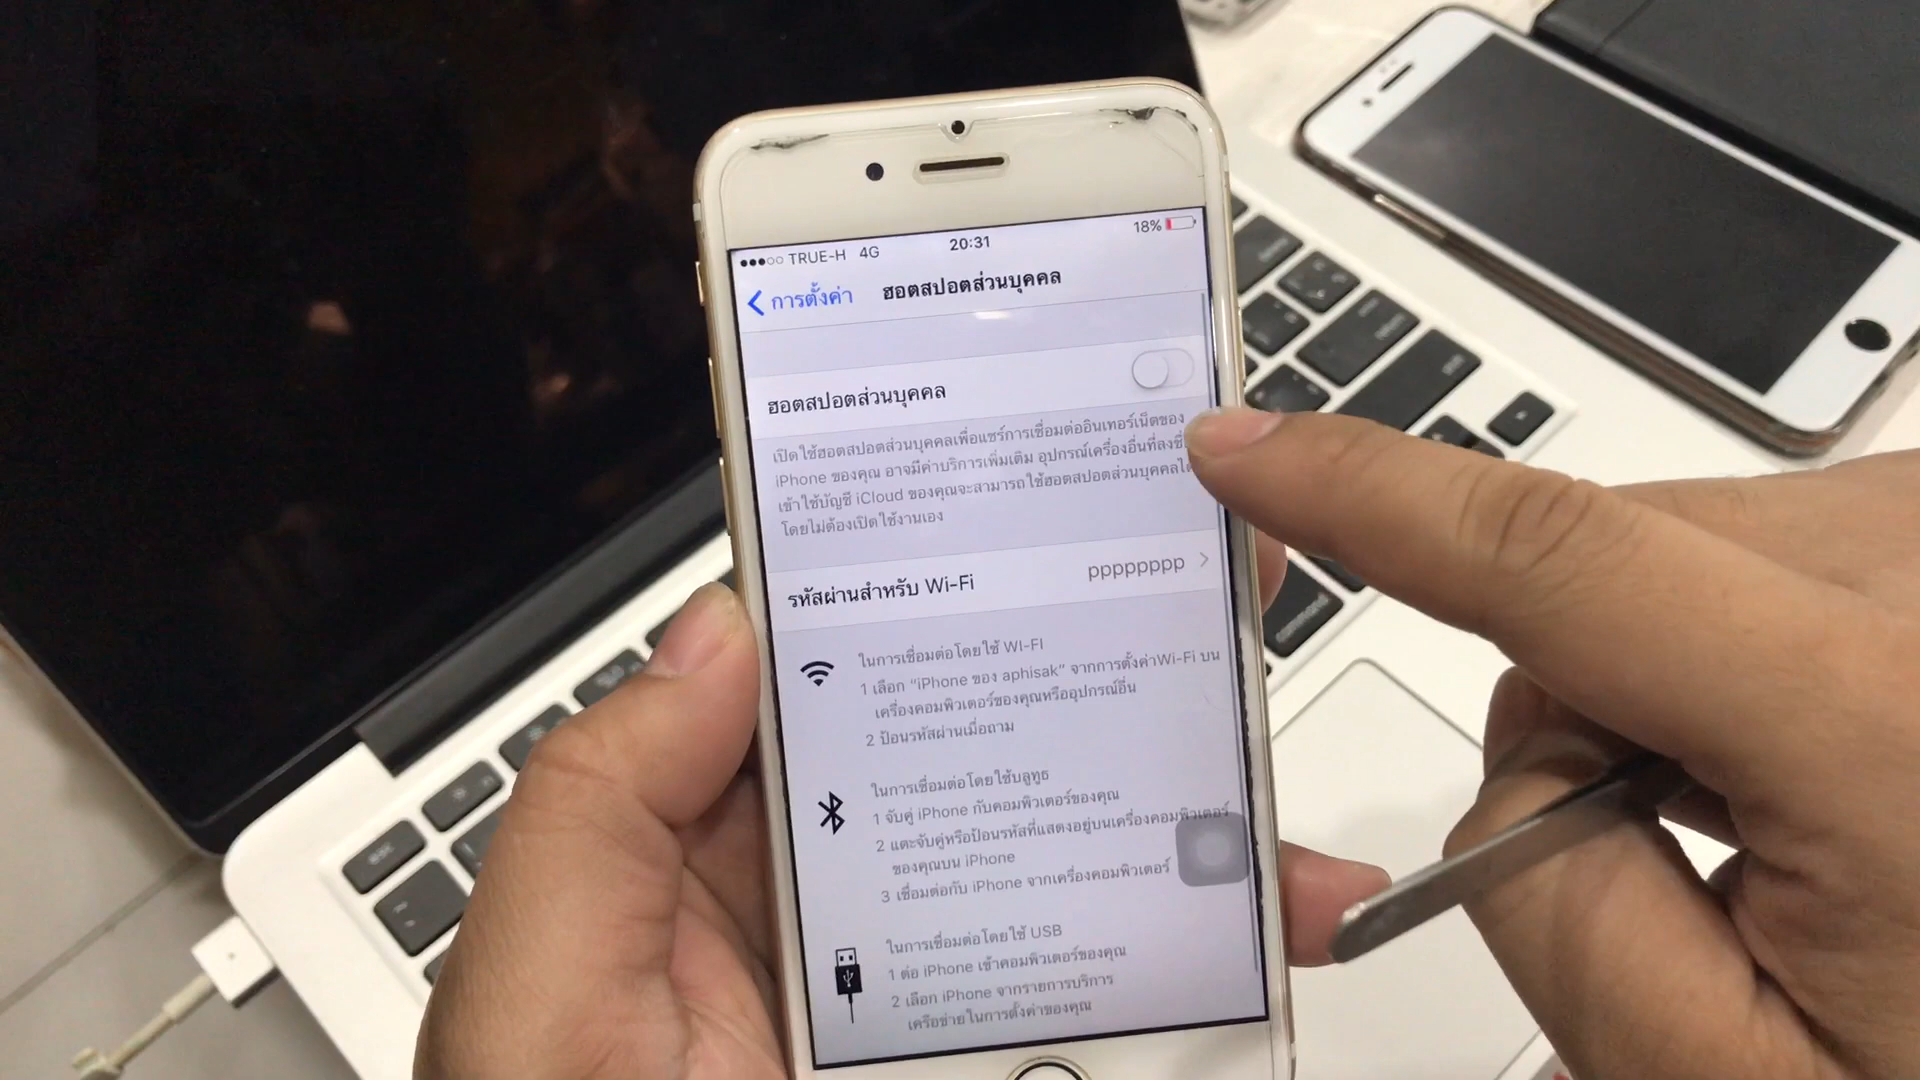 TRUE-H 4G 20:31 18%
การตั้งค่า ฮอตสปอตส่วนบุคคล
ฮอตสปอตส่วนบุคคล
เปิดใช้ฮอตสปอตส่วนบุคคลเพื่อแชร์การเชื่อมต่ออินเทอร์เน็ตของ
iPhone ของคุณ อาจมีค่าบริการเพิ่มเติม อุปกรณ์เครื่องอื่นที่ลงชื่อ
เข้าใช้บัญชี iCloud ของคุณจะสามารถใช้ฮอตสปอตส่วนบุคคลได้
โดยไม่ต้องเปิดใช้งานเอง
รหัสผ่านสำหรับ Wi-Fi pppppppp
ในการเชื่อมต่อโดยใช้ WI-FI
1 เลือก “iPhone ของ aphisak” จากการตั้งค่าWi-Fi บน
เครื่องคอมพิวเตอร์ของคุณหรืออุปกรณ์อื่น
2 ป้อนรหัสผ่านเมื่อถาม
ในการเชื่อมต่อโดยใช้บลูทูธ
1 จับคู่ iPhone กับคอมพิวเตอร์ของคุณ
2 แตะจับคู่หรือป้อนรหัสที่แสดงอยู่บนเครื่องคอมพิวเตอร์
ของคุณบน iPhone
3 เชื่อมต่อกับ iPhone จากเครื่องคอมพิวเตอร์
ในการเชื่อมต่อโดยใช้ USB
1 ต่อ iPhone เข้าคอมพิวเตอร์ของคุณ
2 เลือก iPhone จากรายการบริการ
เครือข่ายในการตั้งค่าของคุณ
esc
command